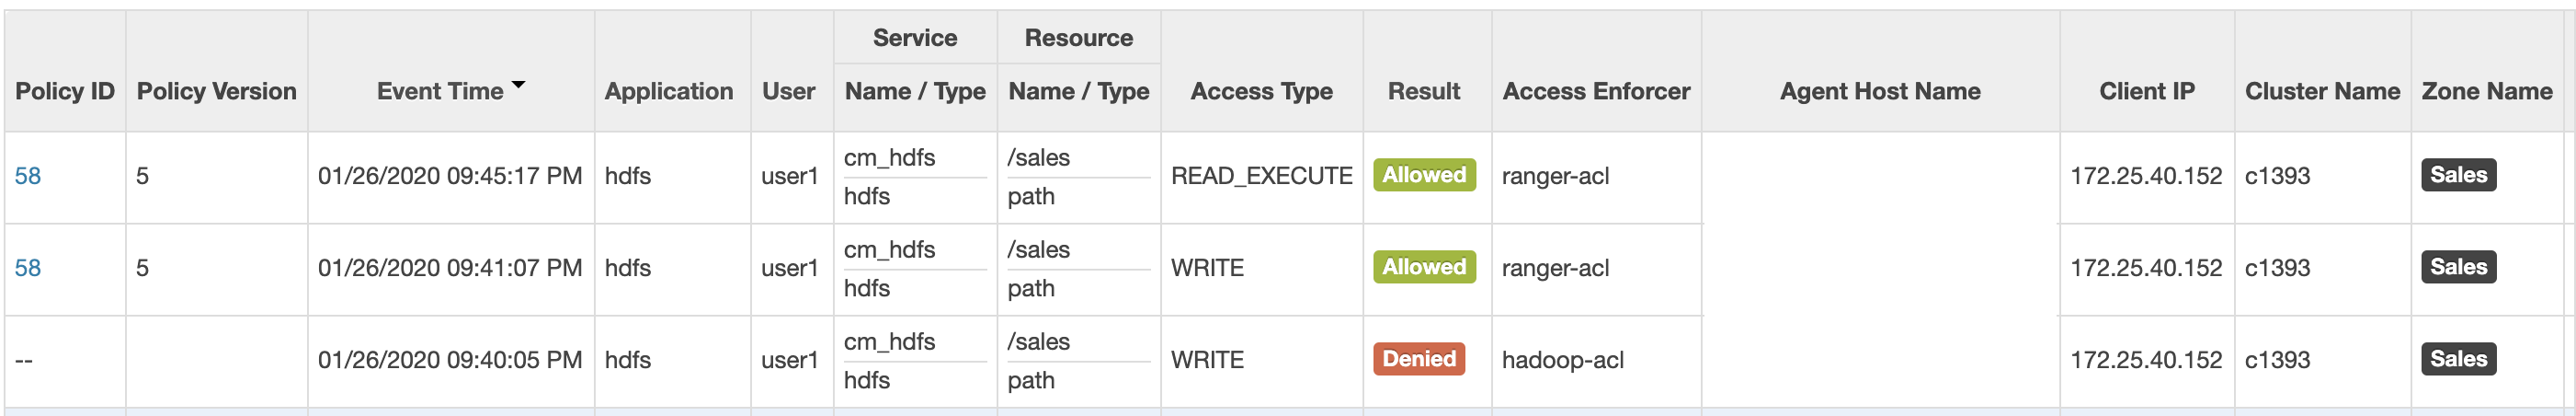 Service Resource
Policy ID Policy Version Event Time Application User Name / Type Name / Type Access Type Result Access Enforcer Agent Host Name Client IP Cluster Name Zone Name
58 5 01/26/2020 09:45:17 PM hdfs user1 cm_hdfs /sales READ_EXECUTE Allowed ranger-acl 172.25.40.152 c1393 Sales
hdfs path
58 5 01/26/2020 09:41:07 PM hdfs user1 cm_hdfs /sales WRITE Allowed ranger-acl 172.25.40.152 c1393 Sales
hdfs path
-- 01/26/2020 09:40:05 PM hdfs user1 cm_hdfs /sales WRITE Denied hadoop-acl 172.25.40.152 c1393 Sales
hdfs path